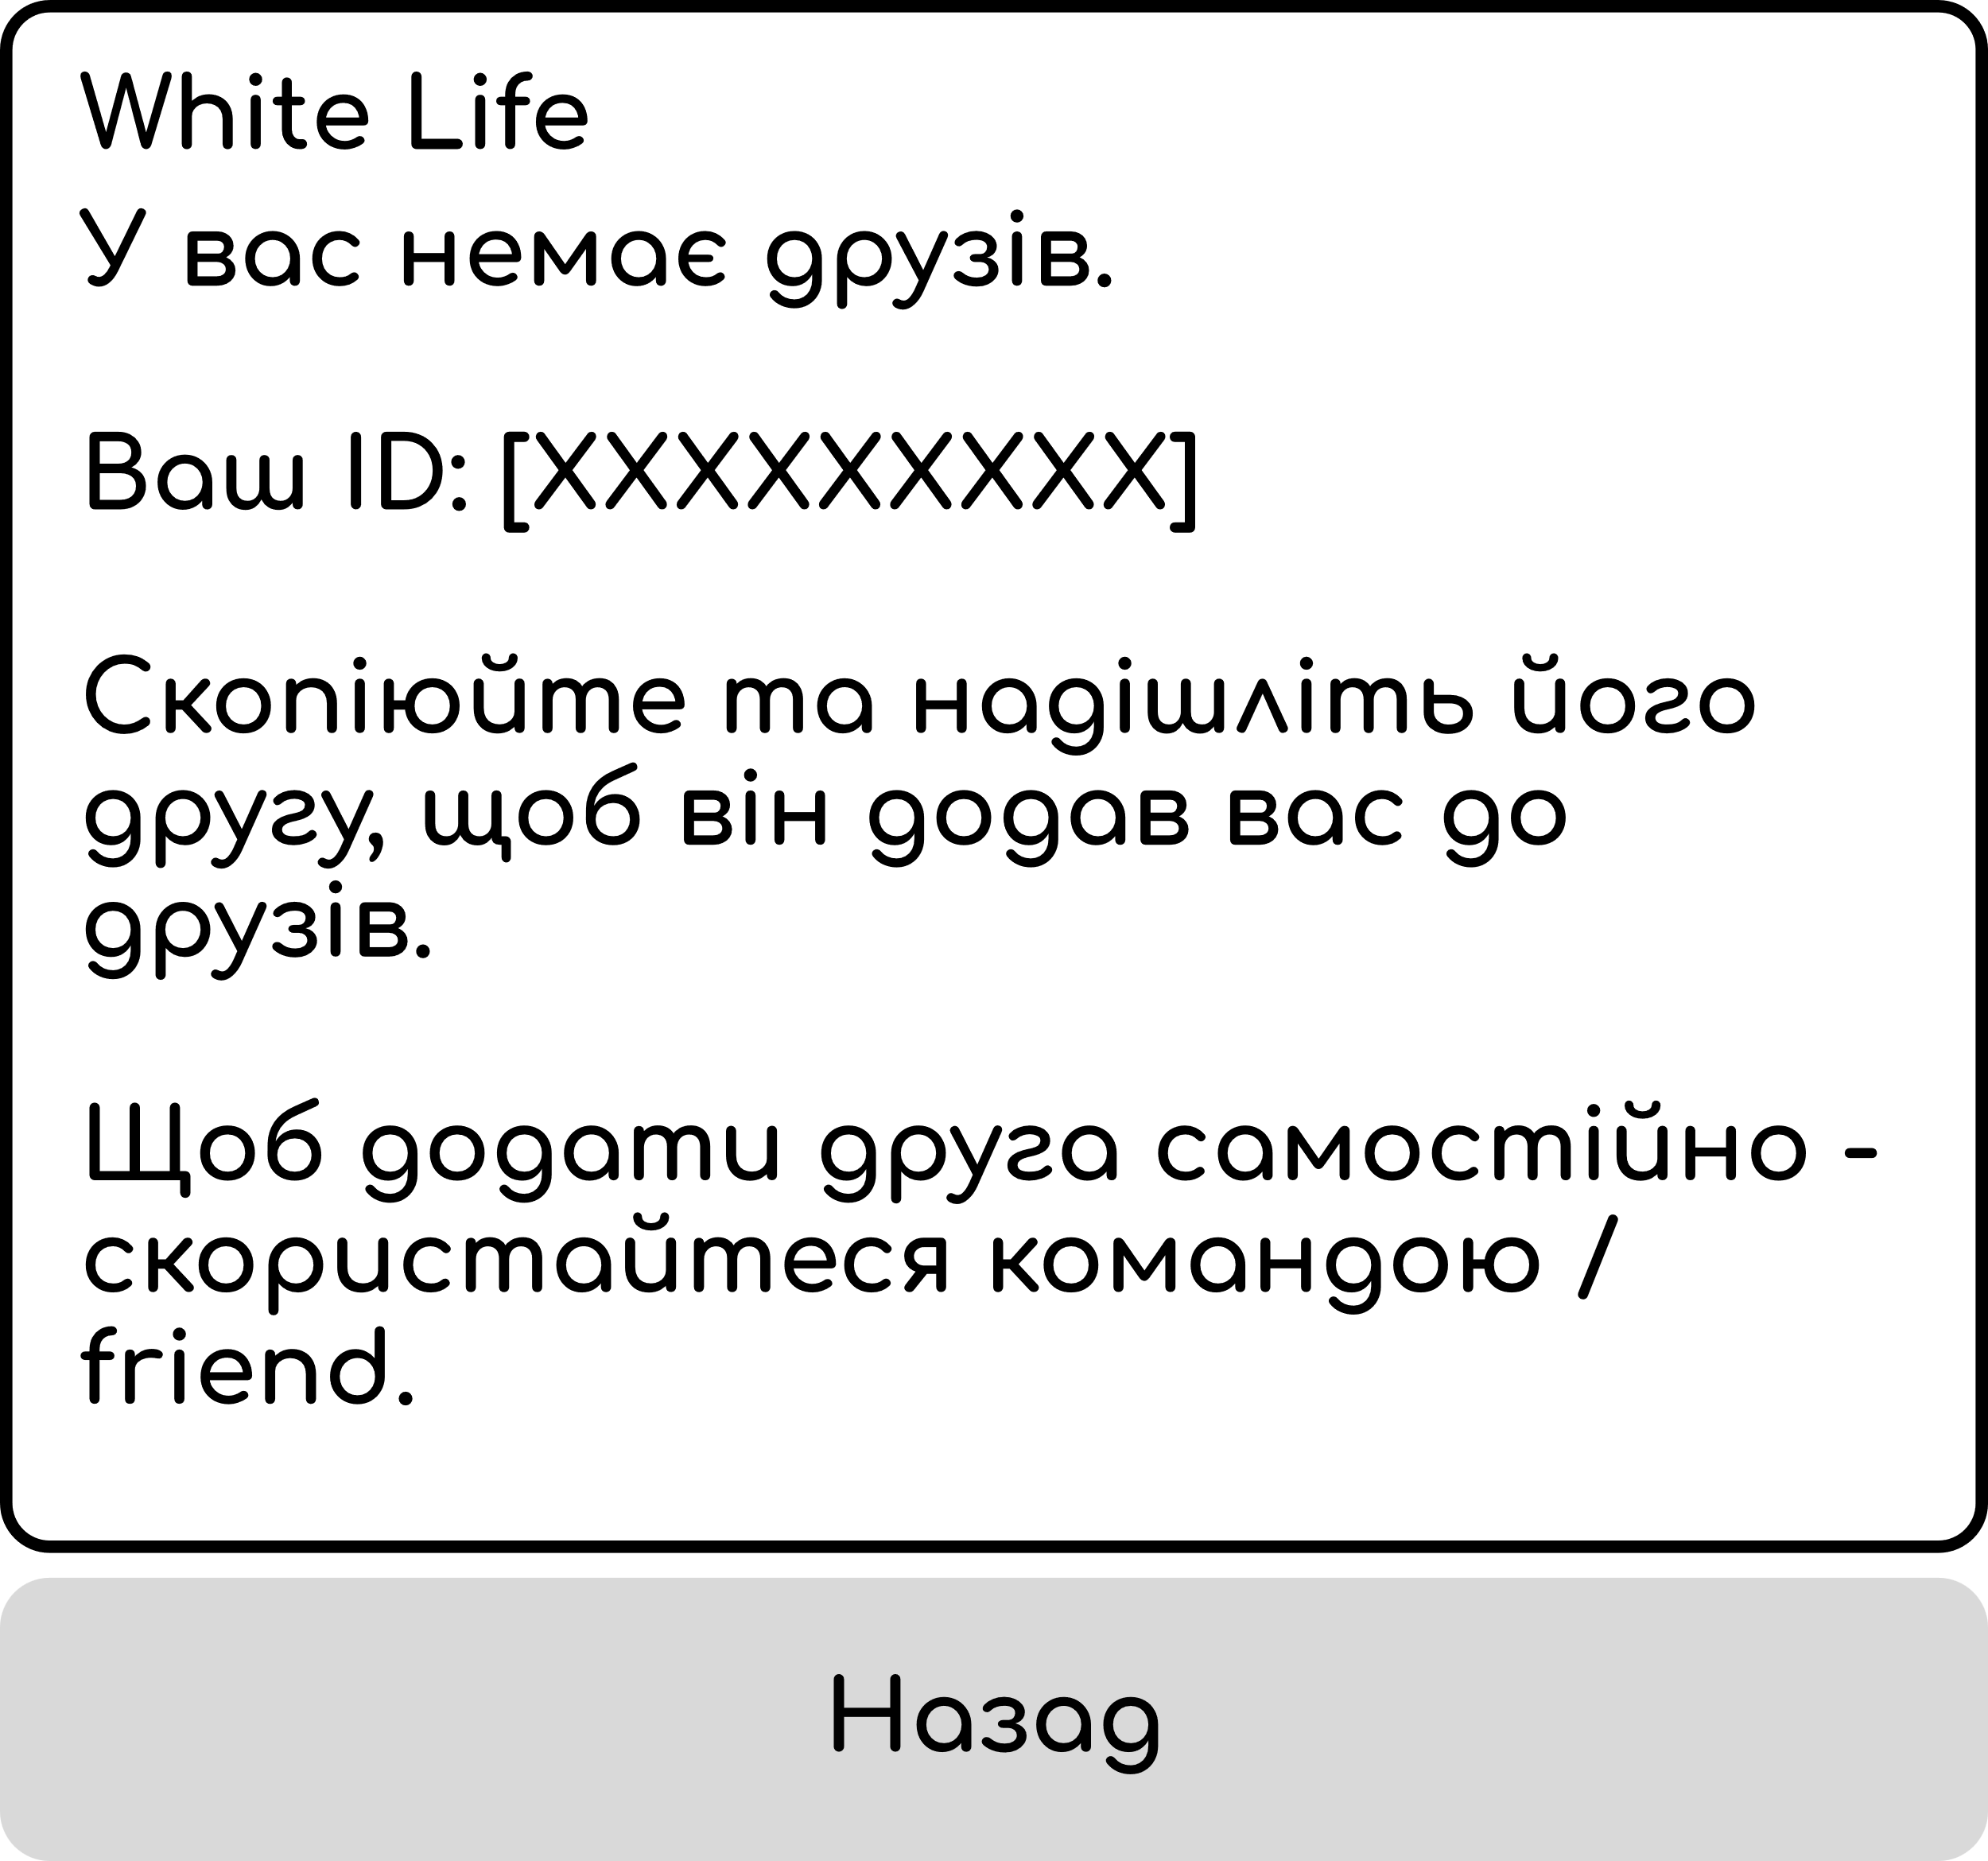 White Life
У вас немає друзів.
Ваш ID: [XXXXXXXXX]
Скопіюйте та надішліть його
другу, щоб він додав вас до
друзів.
Щоб додати друга самостійно -
скористайтеся командою /
friend.
Назад